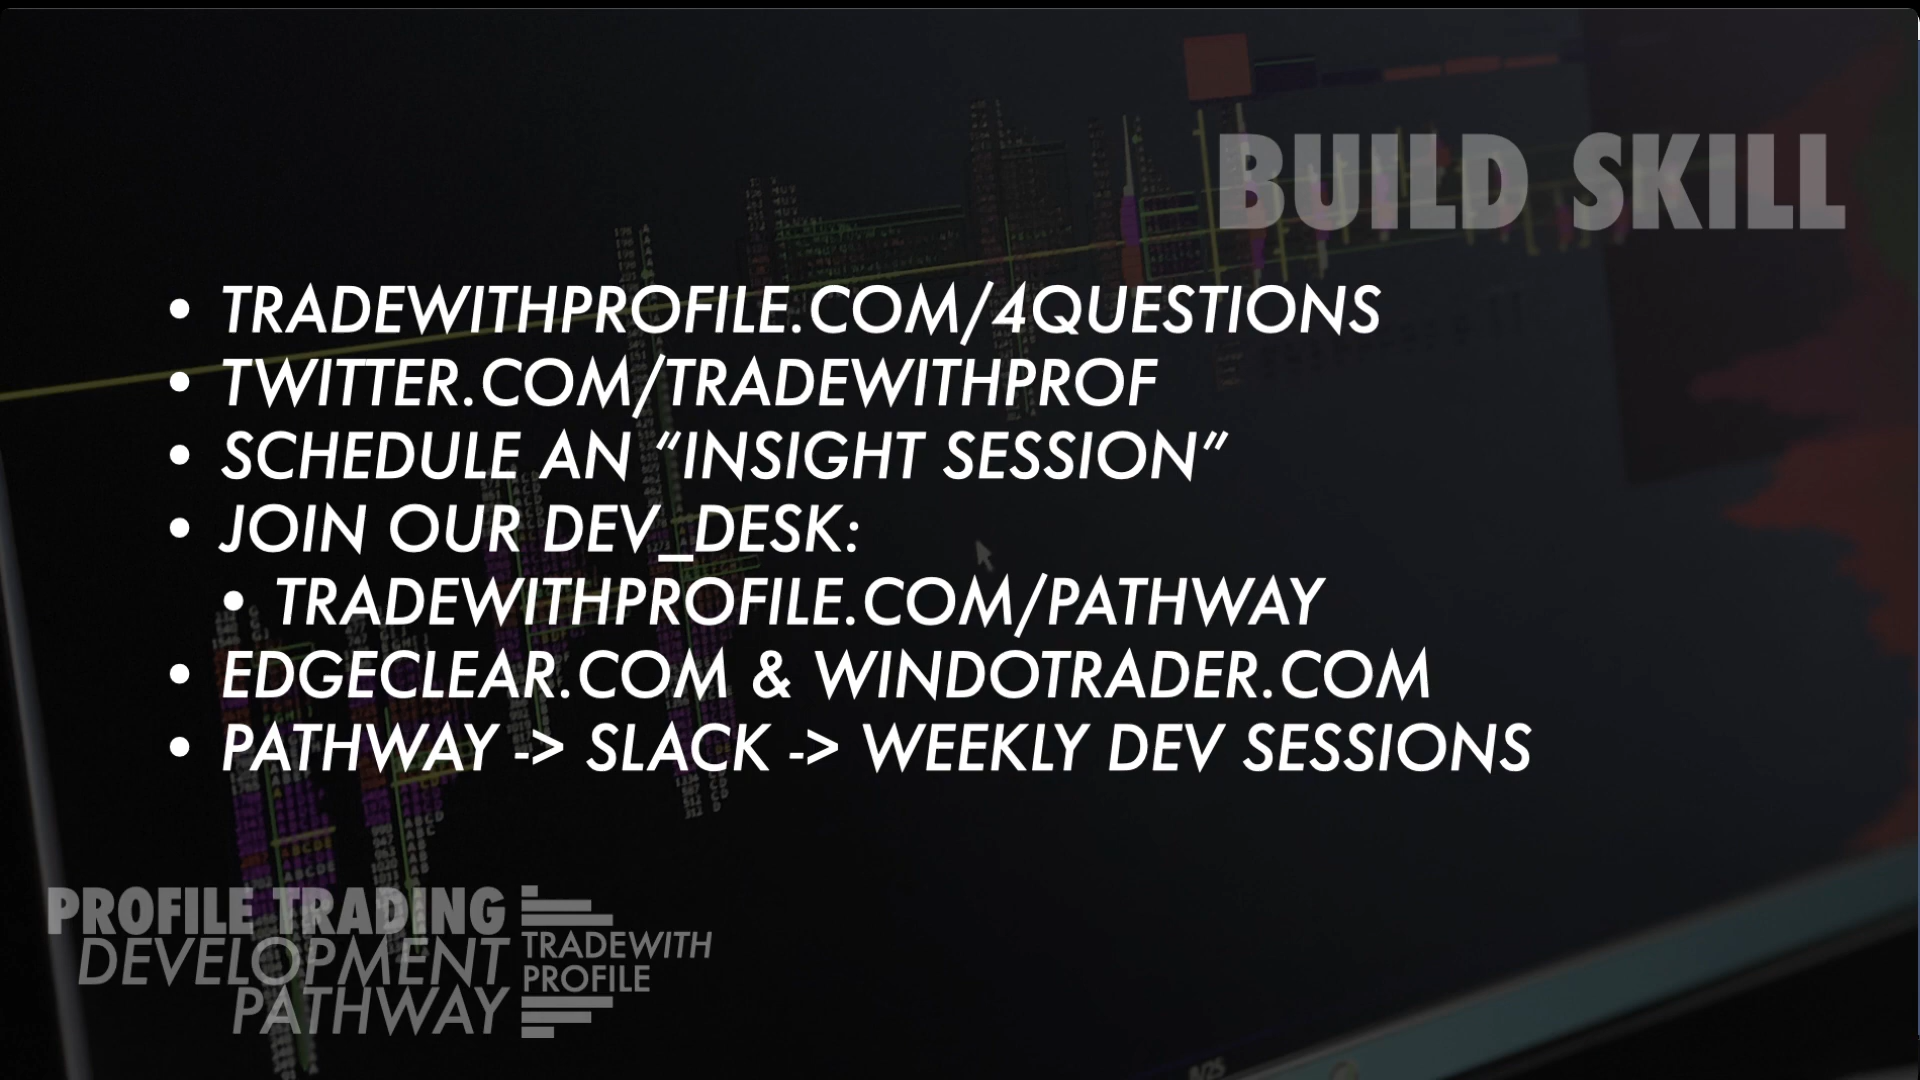 BUILD SKILL
• TRADEWITHPROFILE.COM/4QUESTIONS
• TWITTER.COM/TRADEWITHPROF
• SCHEDULE AN “INSIGHT SESSION”
• JOIN OUR DEV_DESK:
• TRADEWITHPROFILE.COM/PATHWAY
• EDGECLEAR.COM & WINDOTRADER.COM
• PATHWAY -> SLACK -> WEEKLY DEV SESSIONS
PROFILE TRADING
DEVELOPMENT
PATHWAY
TRADEWITH
PROFILE